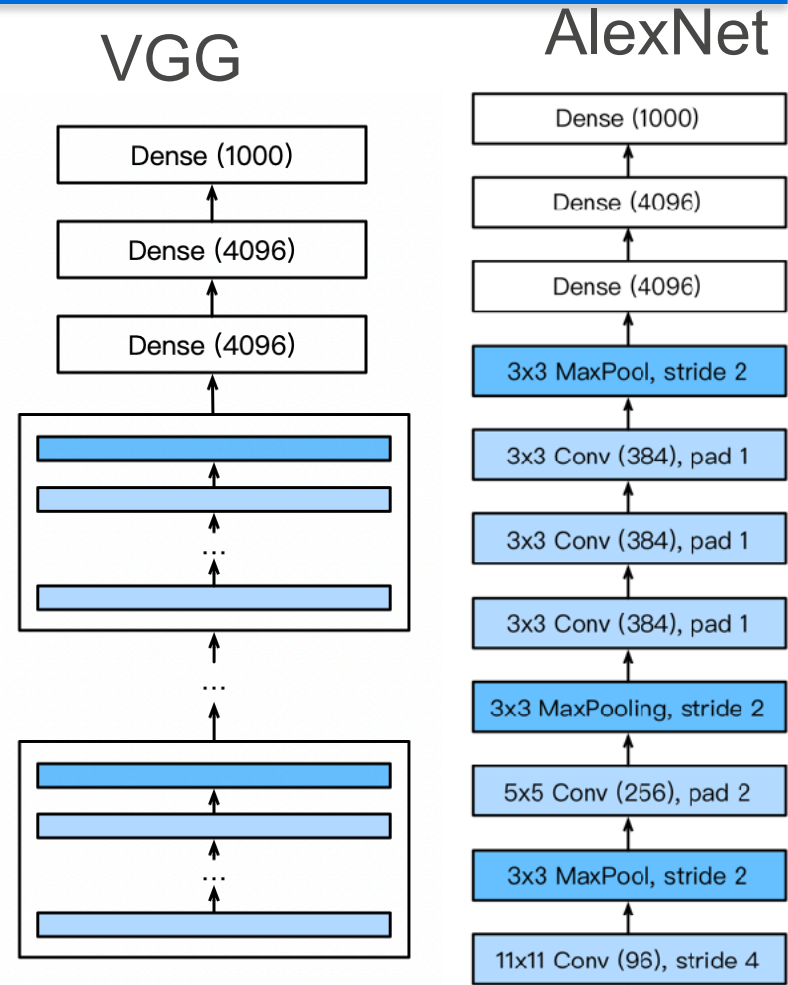 VGG
Dense (1000)
Dense (4096)
Dense (4096)
...
...
...
AlexNet
Dense (1000)
Dense (4096)
Dense (4096)
3x3 MaxPool, stride 2
3x3 Conv (384), pad 1
3x3 Conv (384), pad 1
3x3 Conv (384), pad 1
3x3 MaxPooling, stride 2
5x5 Conv (256), pad 2
3x3 MaxPool, stride 2
11x11 Conv (96), stride 4